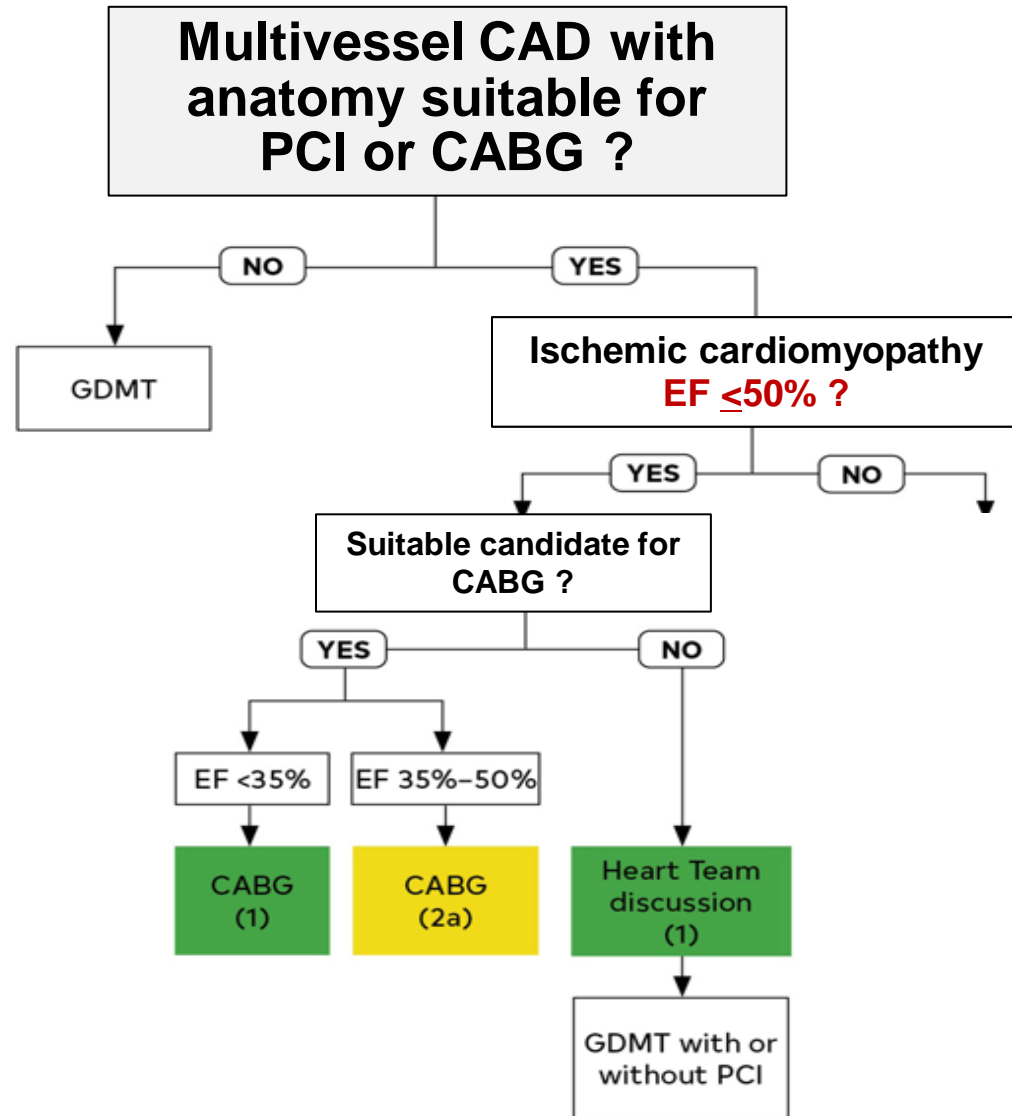 Multivessel CAD with
anatomy suitable for
PCI or CABG ?
NO
YES
GDMT
Ischemic cardiomyopathy
EF <50% ?
YES
NO
Suitable candidate for
CABG ?
YES
NO
EF <35%
EF 35%–50%
CABG
(1)
CABG
(2a)
Heart Team
discussion
(1)
GDMT with or
without PCI